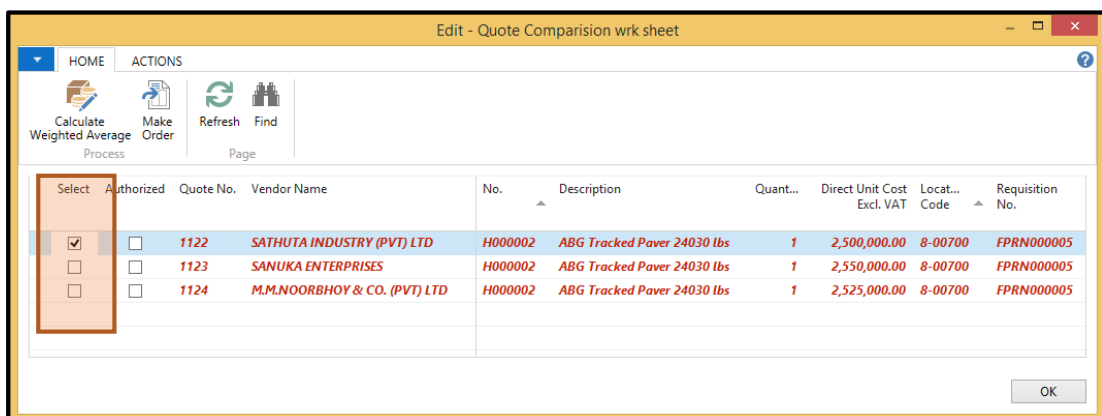 Edit - Quote Comparision wrk sheet
HOME ACTIONS
Calculate Weighted Average
Make Order
Refresh
Find
Process
Page
Select Authorized Quote No. Vendor Name No. Description Quant... Direct Unit Cost Excl. VAT Locat... Code Requisition No.
1122 SATHUTA INDUSTRY (PVT) LTD H000002 ABG Tracked Paver 24030 lbs 1 2,500,000.00 8-00700 FPRN000005
1123 SANUKA ENTERPRISES H000002 ABG Tracked Paver 24030 lbs 1 2,550,000.00 8-00700 FPRN000005
1124 M.M.NOORBHOY & CO. (PVT) LTD H000002 ABG Tracked Paver 24030 lbs 1 2,525,000.00 8-00700 FPRN000005
OK